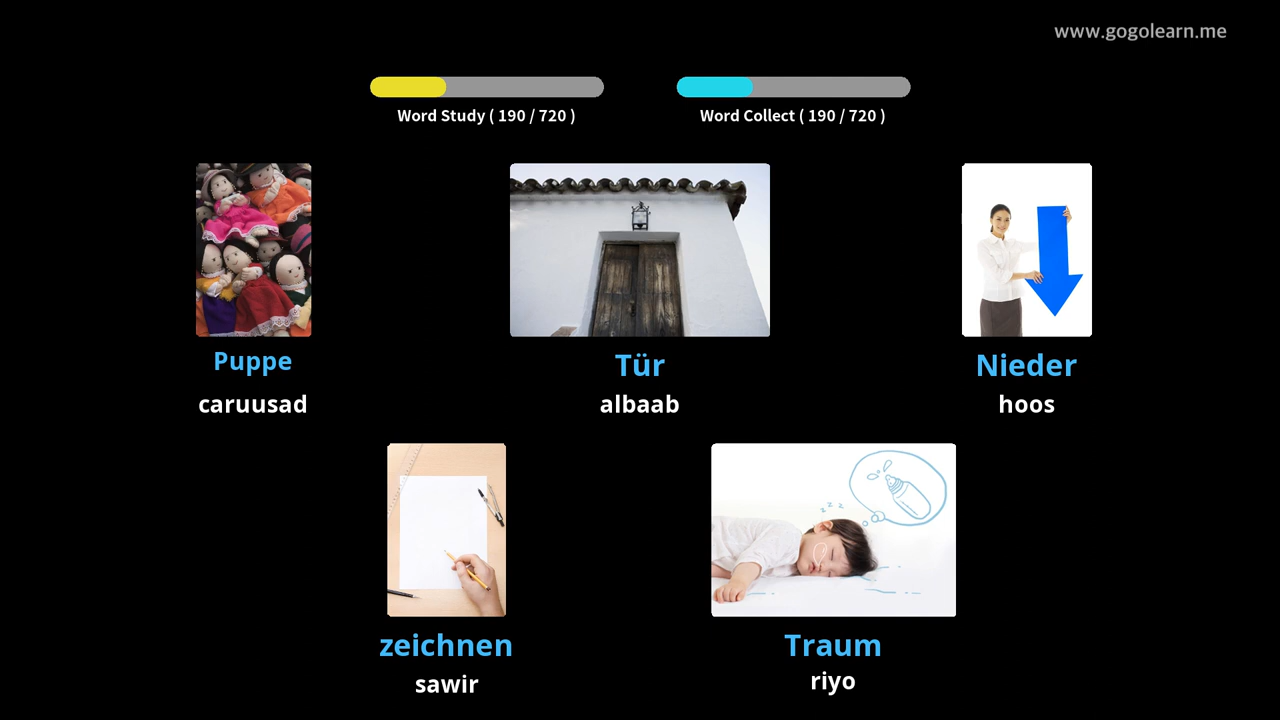 www.gogolearn.me
Word Study ( 190 / 720 )
Word Collect ( 190 / 720 )
Puppe
caruusad
Tür
albaab
Nieder
hoos
zeichnen
sawir
Traum
riyo